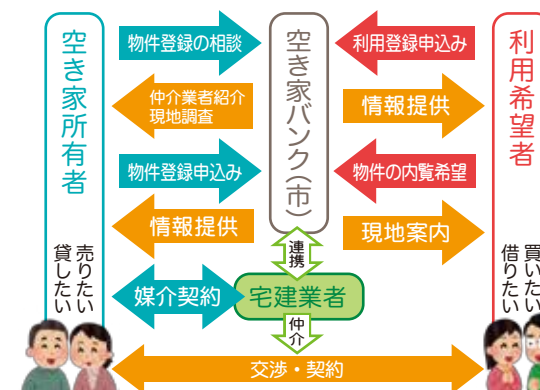 空き家所有者
売りたい
貸したい
物件登録の相談
仲介業者紹介
現地調査
物件登録申込み
情報提供
媒介契約
空き家バンク(市)
連携
宅建業者
仲介
交渉・契約
利用登録申込み
情報提供
物件の内覧希望
現地案内
利用希望者
買いたい
借りたい